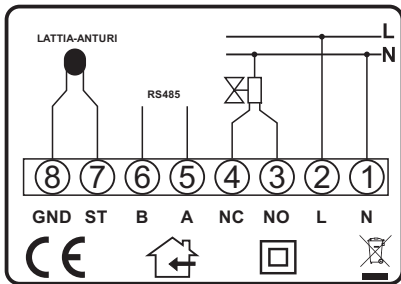 LATTIA-ANTURI
L
N
RS485
8 7 6 5 4 3 2 1
GND ST B A NC NO L N
CE